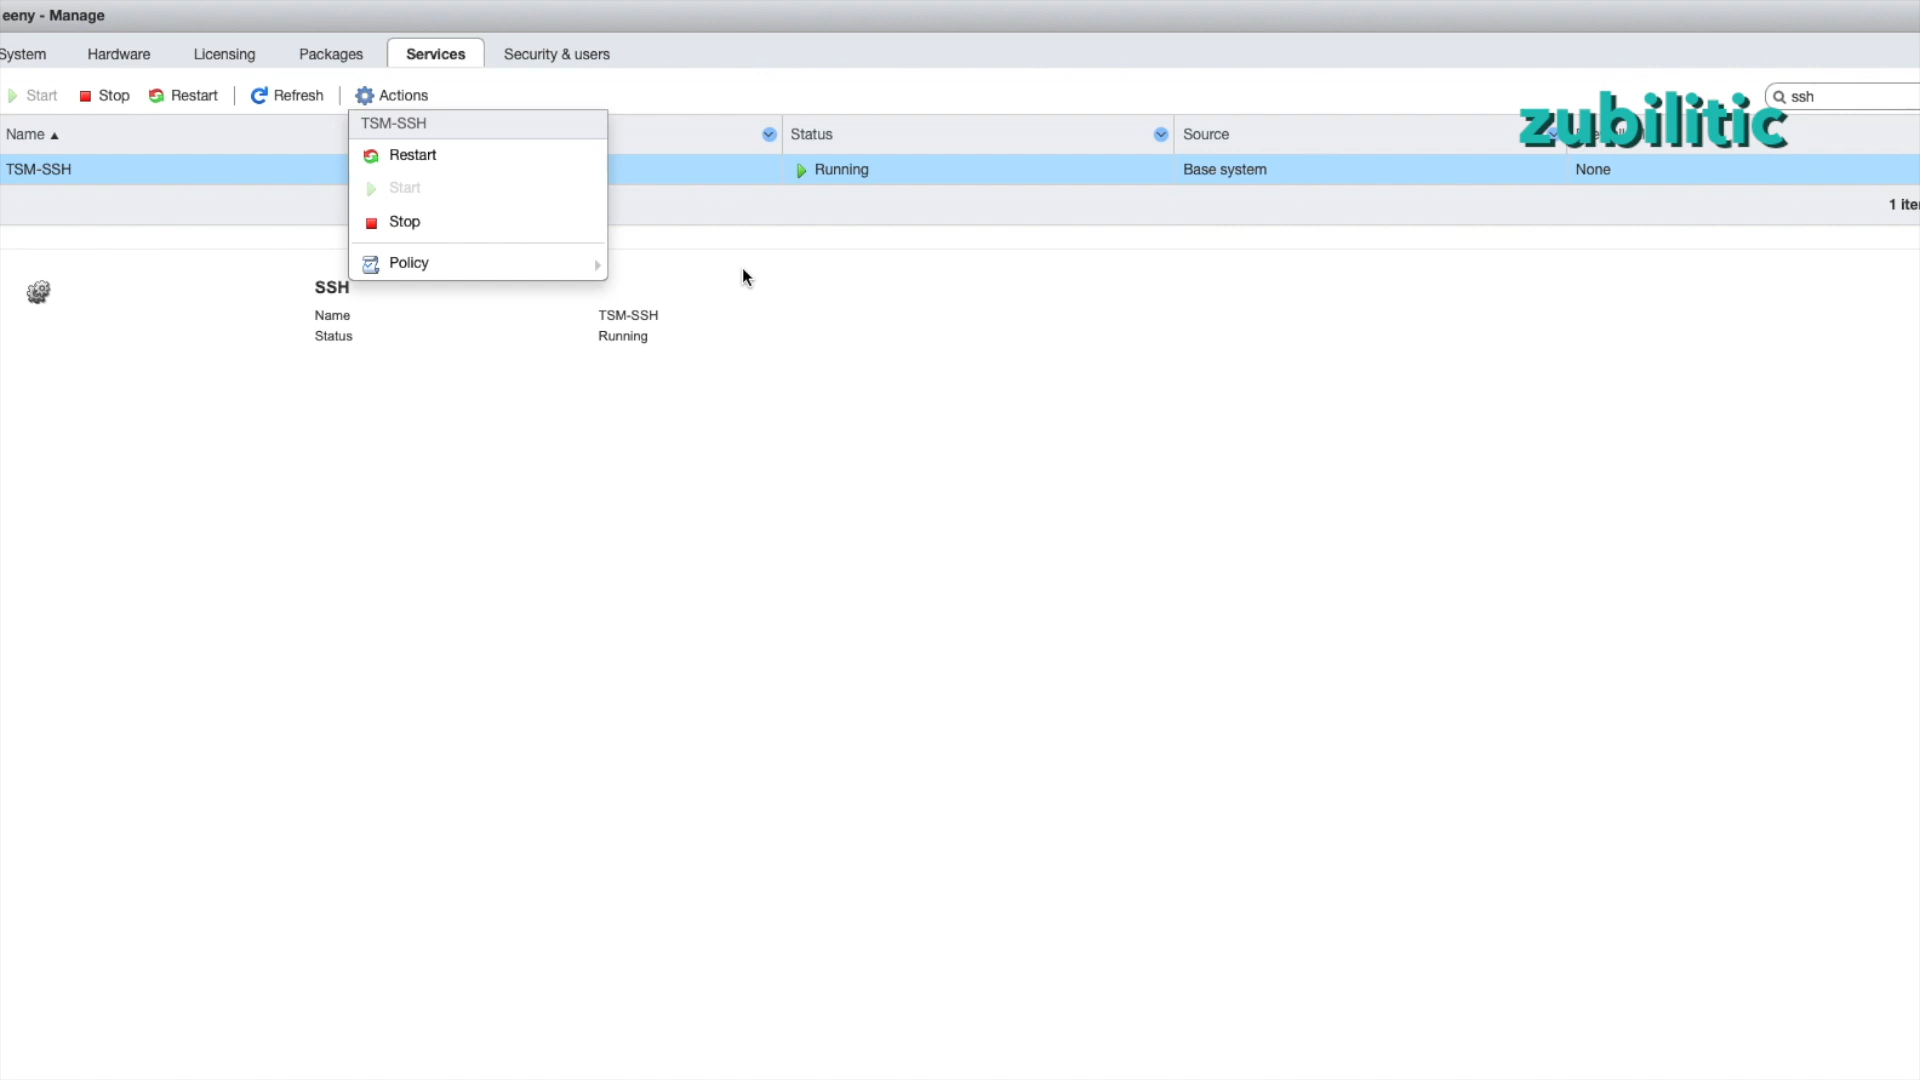 eeny - Manage
System Hardware Licensing Packages Services Security & users
Start Stop Restart Refresh Actions
ssh
zubilitic
Name Status Source
TSM-SSH
TSM-SSH Running Base system None
Restart
Start
Stop
Policy
1 ite
SSH
Name TSM-SSH
Status Running